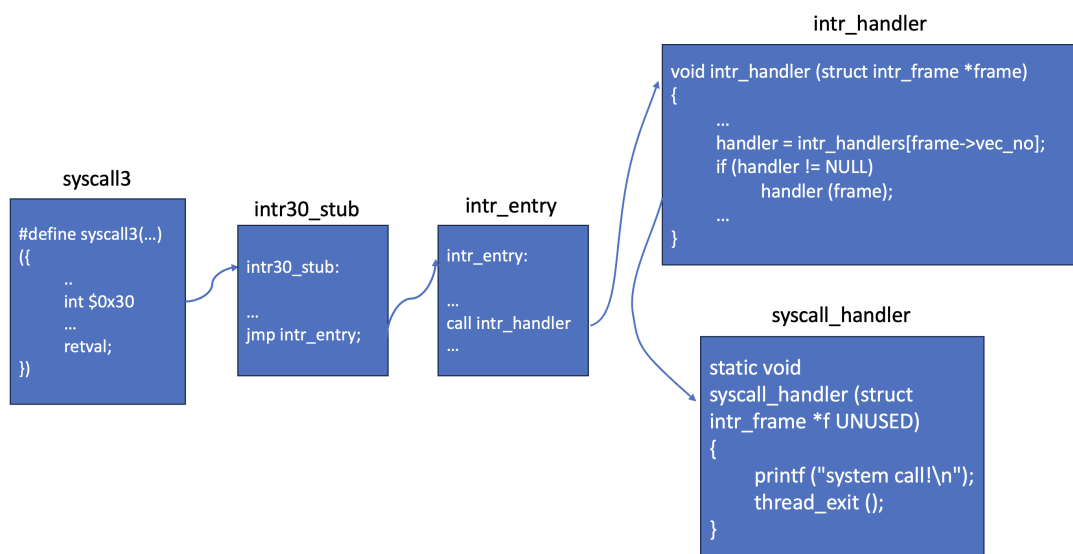 syscall3
#define syscall3(…)
({
..
int $0x30
…
retval;
})
intr30_stub
intr30_stub:
…
jmp intr_entry;
intr_entry
intr_entry:
…
call intr_handler
…
intr_handler
void intr_handler (struct intr_frame *frame)
{
…
handler = intr_handlers[frame->vec_no];
if (handler != NULL)
handler (frame);
…
}
syscall_handler
static void
syscall_handler (struct
intr_frame *f UNUSED)
{
printf ("system call!\n");
thread_exit ();
}